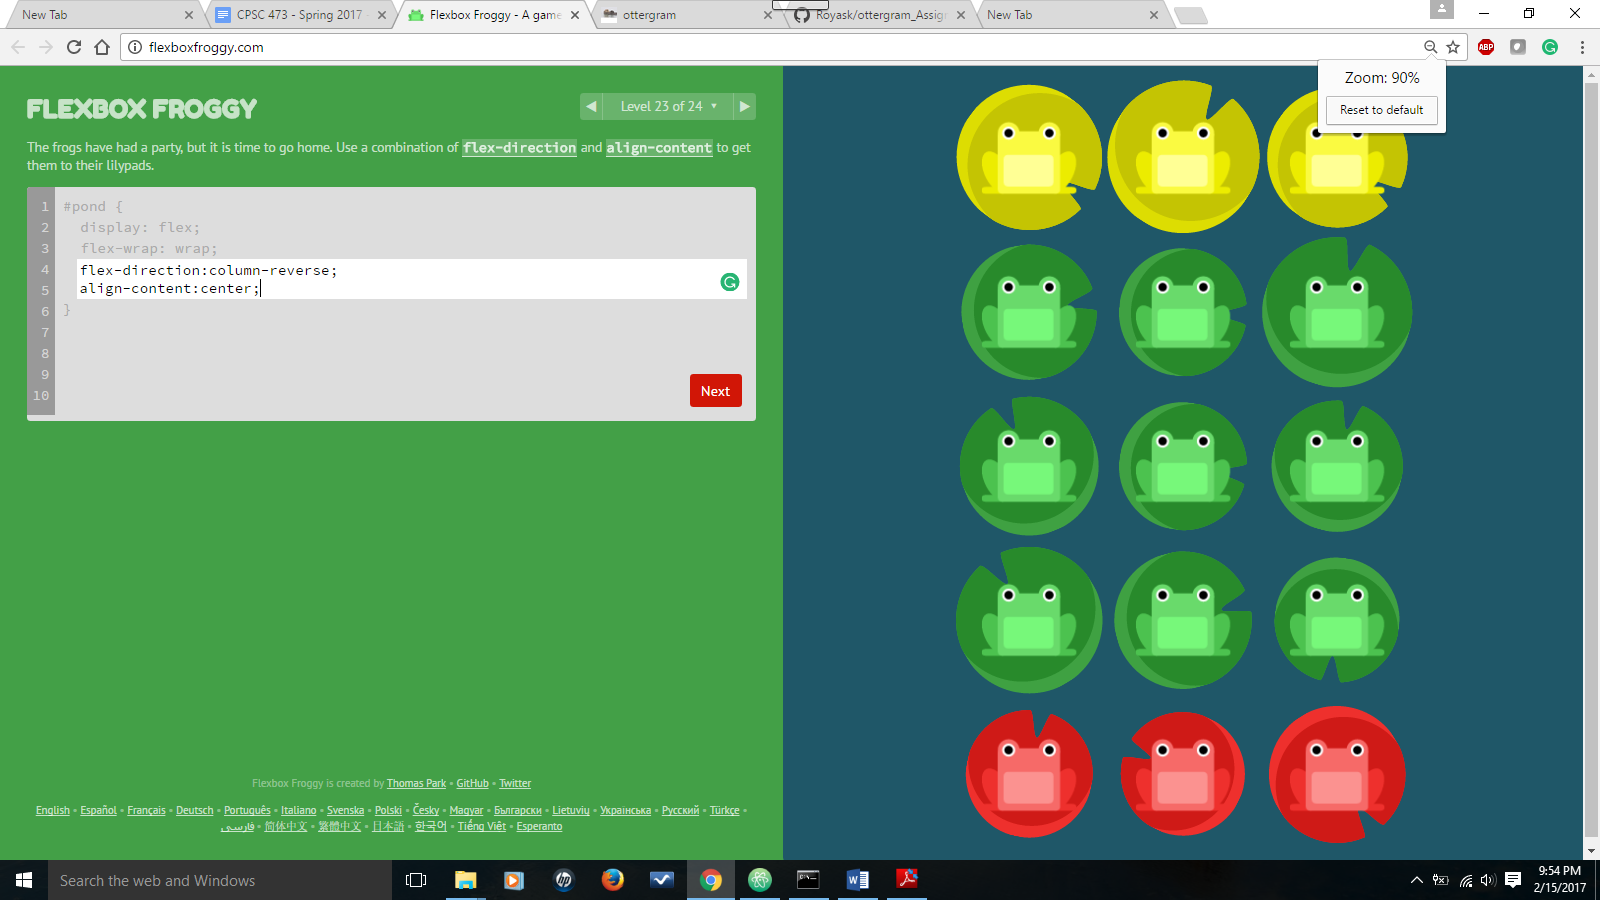 New Tab
CPSC 473 - Spring 2017 -
Flexbox Froggy - A game
ottergram
Royask/ottergram_Assig
New Tab
flexboxfroggy.com
ABP
Zoom: 90%
Reset to default
FLEXBOX FROGGY
◀ Level 23 of 24 ▼ ▶
The frogs have had a party, but it is time to go home. Use a combination of flex-direction and align-content to get
them to their lilypads.
1 #pond {
2 display: flex;
3 flex-wrap: wrap;
4 flex-direction:column-reverse;
5 align-content:center;
6 }
7
8
9
10
Next
Flexbox Froggy is created by Thomas Park • GitHub • Twitter
English • Español • Français • Deutsch • Português • Italiano • Svenska • Polski • Česky • Magyar • Български • Lietuvių • Українська • Русский • Türkçe •
فارسی • 简体中文 • 繁體中文 • 日本語 • 한국어 • Tiếng Việt • Esperanto
Search the web and Windows
9:54 PM
2/15/2017